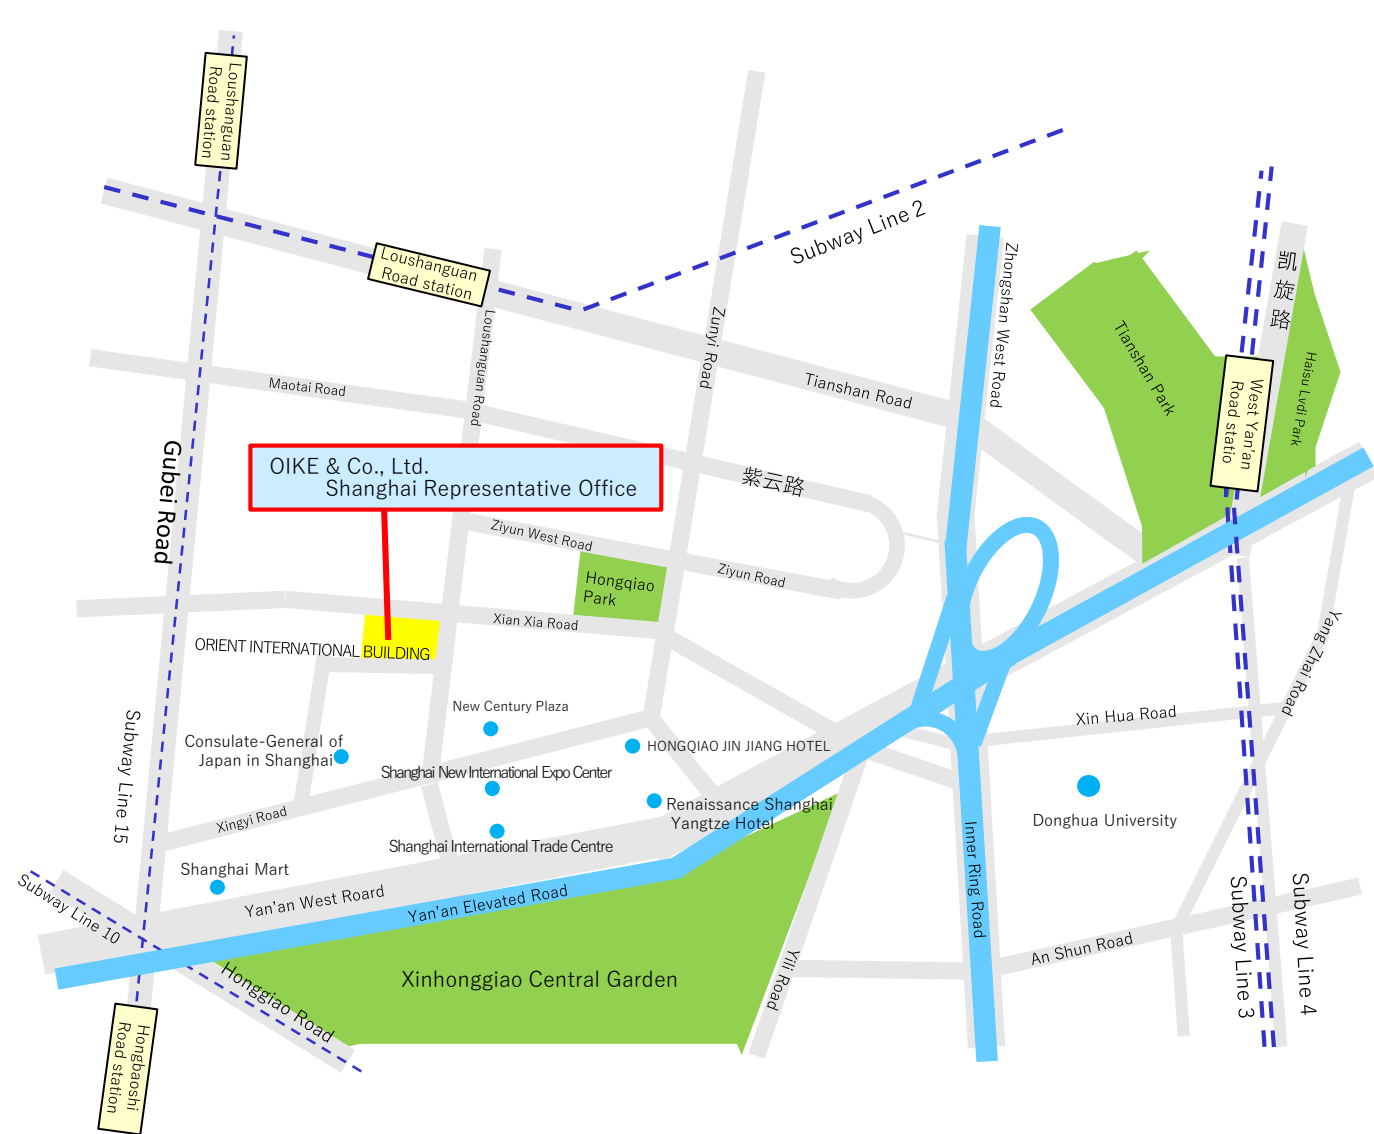 Loushanguan
Road station
Loushanguan
Road station
Subway Line 2
Zhongshan West Road
凯旋路
Tianshan Park
Haisu Lvdi Park
West Yan'an
Road statio
Loushanguan Road
Zunyi Road
Maotai Road
Tianshan Road
Gubei Road
OIKE & Co., Ltd.
Shanghai Representative Office
紫云路
Ziyun West Road
Ziyun Road
Hongqiao
Park
Xian Xia Road
ORIENT INTERNATIONAL BUILDING
Yang Zhai Road
Xin Hua Road
New Century Plaza
Consulate-General of
Japan in Shanghai
HONGQIAO JIN JIANG HOTEL
Shanghai New International Expo Center
Subway Line 15
Renaissance Shanghai
Yangtze Hotel
Xingyi Road
Shanghai International Trade Centre
Donghua University
Inner Ring Road
Shanghai Mart
Subway Line 10
Yan'an West Roard
Yan'an Elevated Road
Subway Line 3
Subway Line 4
An Shun Road
Xinhonggiao Central Garden
Yili Road
Honggiao Road
Hongbaoshi
Road station